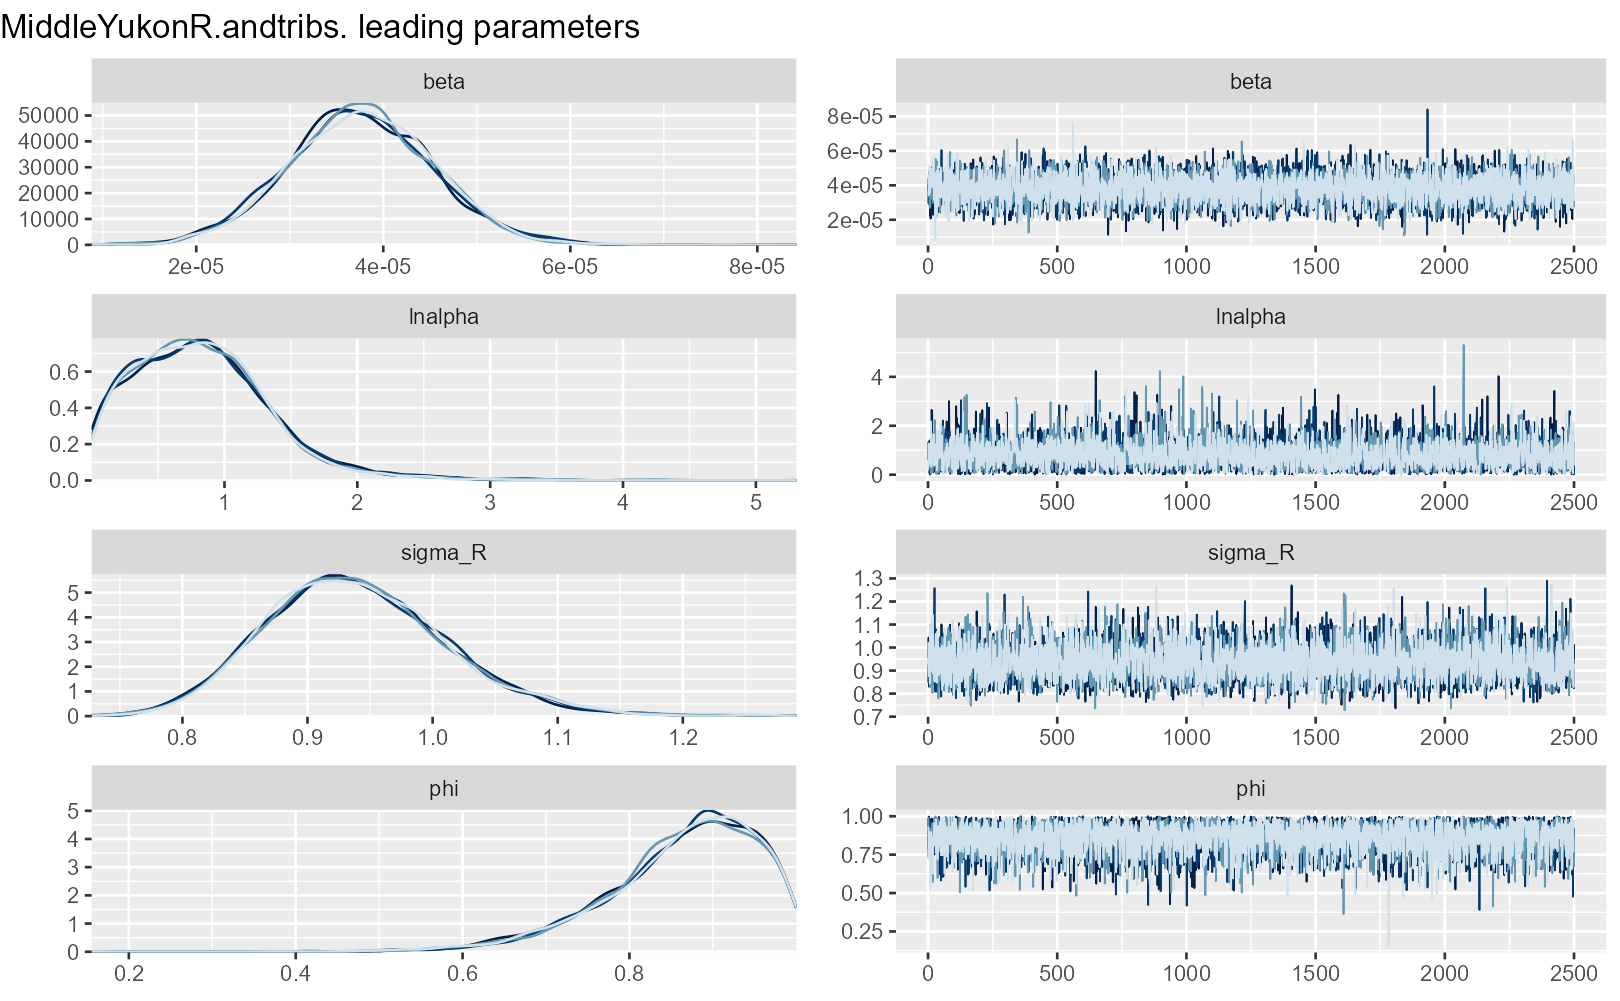 MiddleYukonR.andtribs. leading parameters
beta
beta
50000
40000
30000
20000
10000
0
2e-05 4e-05 6e-05 8e-05
8e-05
6e-05
4e-05
2e-05
0 500 1000 1500 2000 2500
lnalpha
lnalpha
0.6
0.4
0.2
0.0
1 2 3 4 5
4
2
0
0 500 1000 1500 2000 2500
sigma_R
sigma_R
5
4
3
2
1
0
0.8 0.9 1.0 1.1 1.2
1.3
1.2
1.1
1.0
0.9
0.8
0.7
0 500 1000 1500 2000 2500
phi
phi
5
4
3
2
1
0
0.2 0.4 0.6 0.8
1.00
0.75
0.50
0.25
0 500 1000 1500 2000 2500